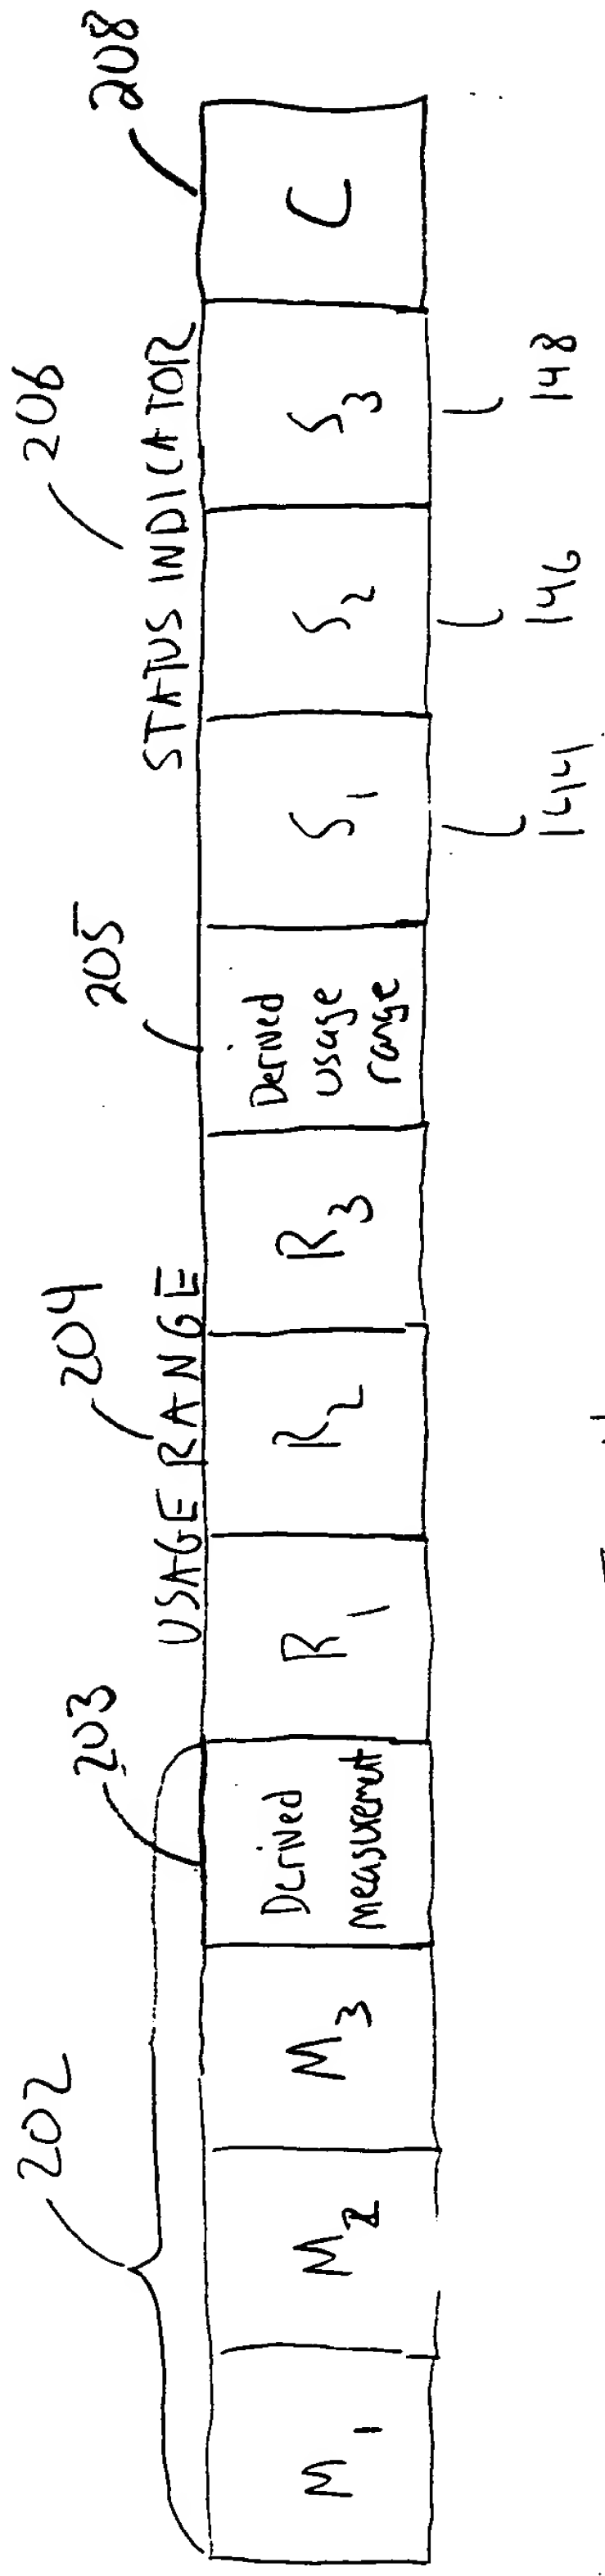 202
203
204
205
206
208
USAGE RANGE
STATUS INDICATOR
M1
M2
M3
Derived
measurement
R1
R2
R3
Derived
usage
range
S1
S2
S3
C
144
146
148